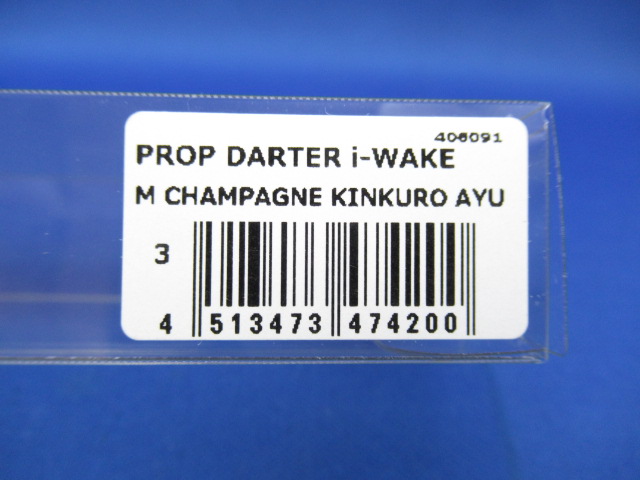 406091
PROP DARTER i-WAKE
M CHAMPAGNE KINKURO AYU
3
4 513473 474200